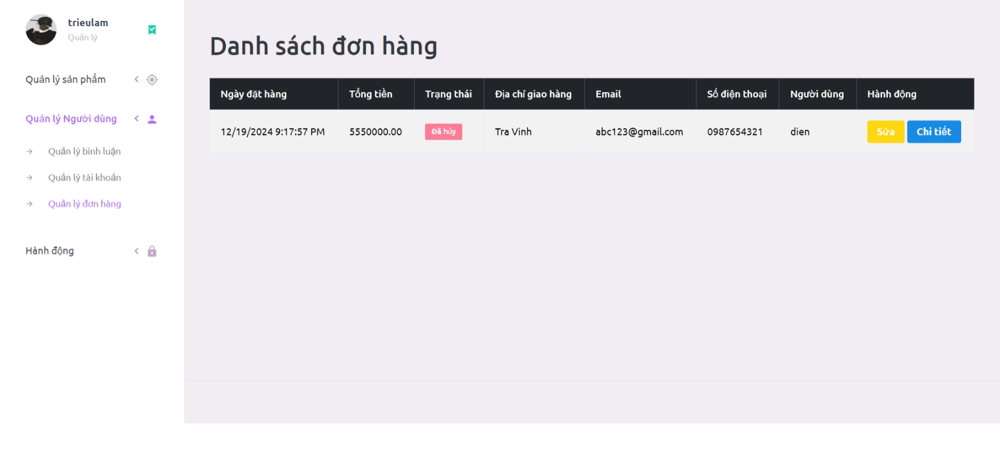 trieulam
Quản lý
Quản lý sản phẩm
Quản lý Người dùng
Quản lý bình luận
Quản lý tài khoản
Quản lý đơn hàng
Hành động
Danh sách đơn hàng
Ngày đặt hàng Tổng tiền Trạng thái Địa chỉ giao hàng Email Số điện thoại Người dùng Hành động
12/19/2024 9:17:57 PM 5550000.00 Đã hủy Tra Vinh abc123@gmail.com 0987654321 dien Sửa Chi tiết